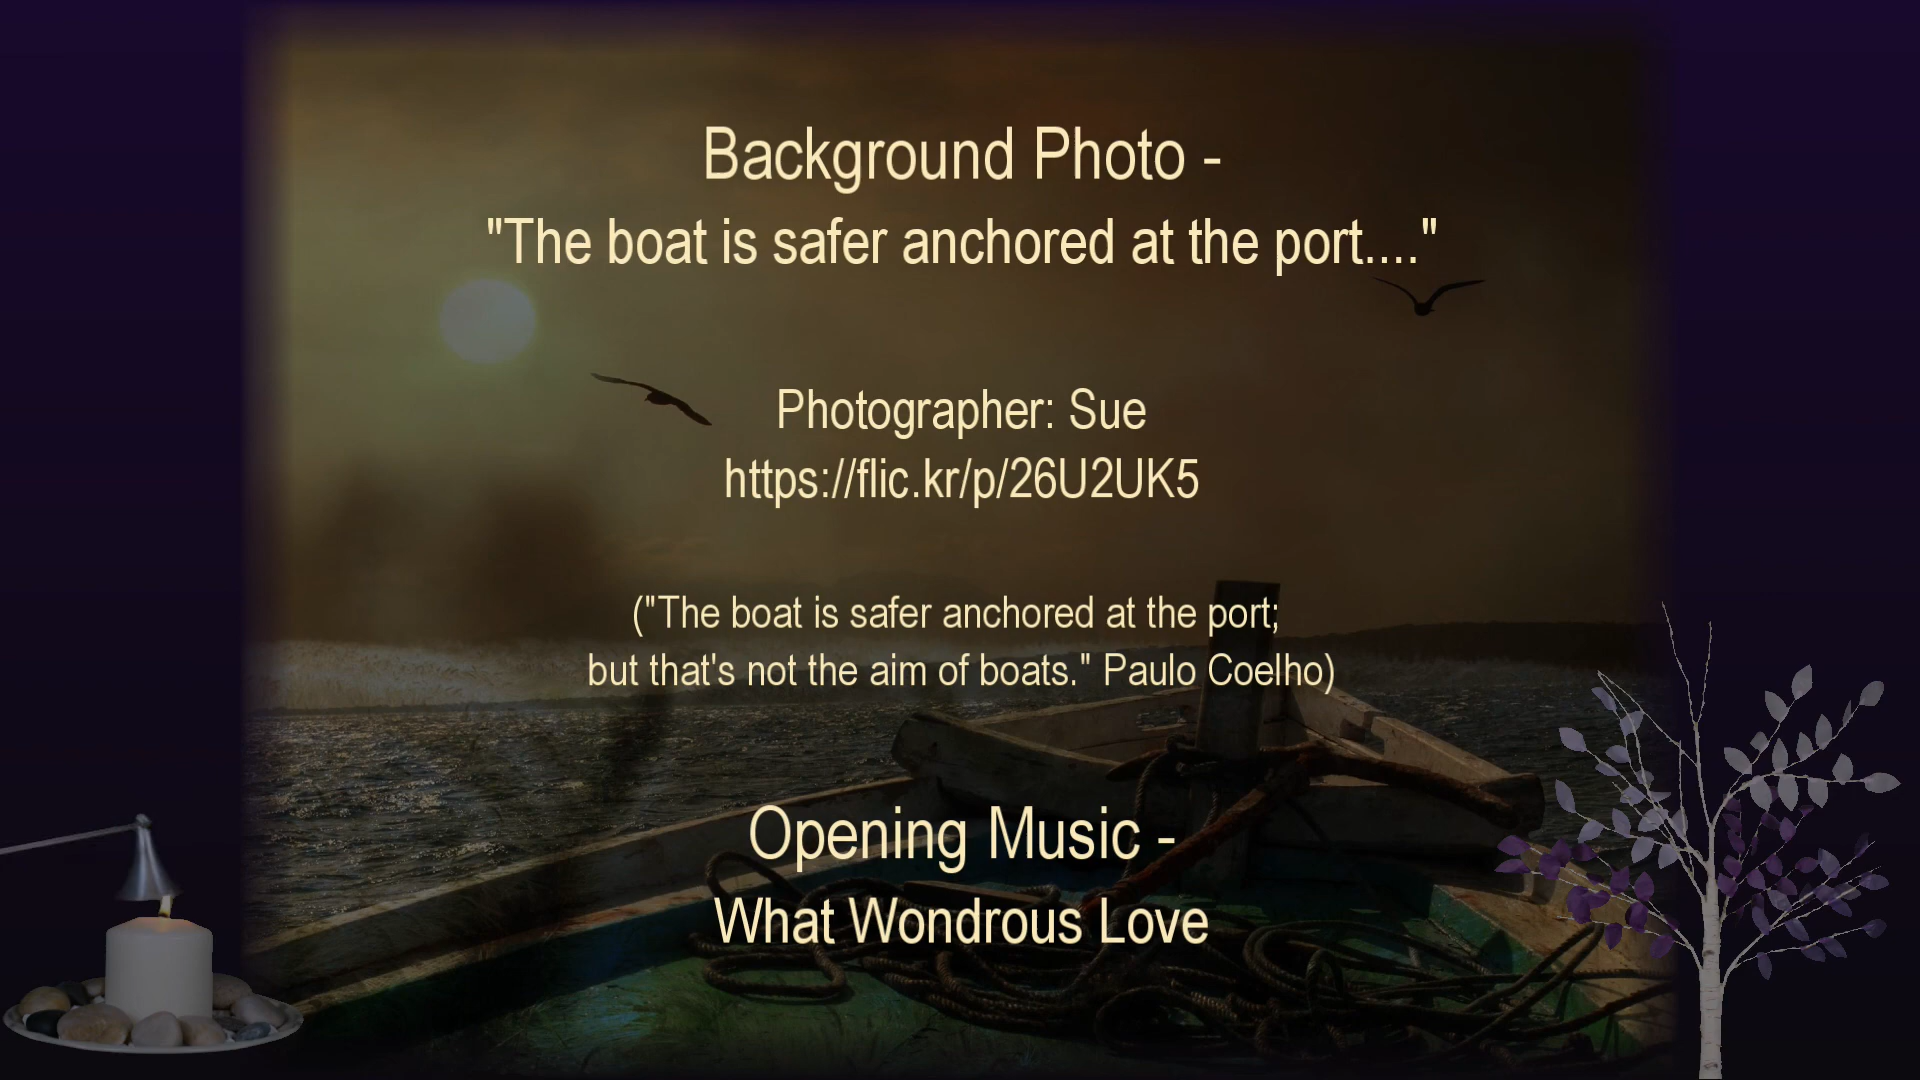 Background Photo -
"The boat is safer anchored at the port...."
Photographer: Sue
https://flic.kr/p/26U2UK5
("The boat is safer anchored at the port;
but that's not the aim of boats." Paulo Coelho)
Opening Music -
What Wondrous Love